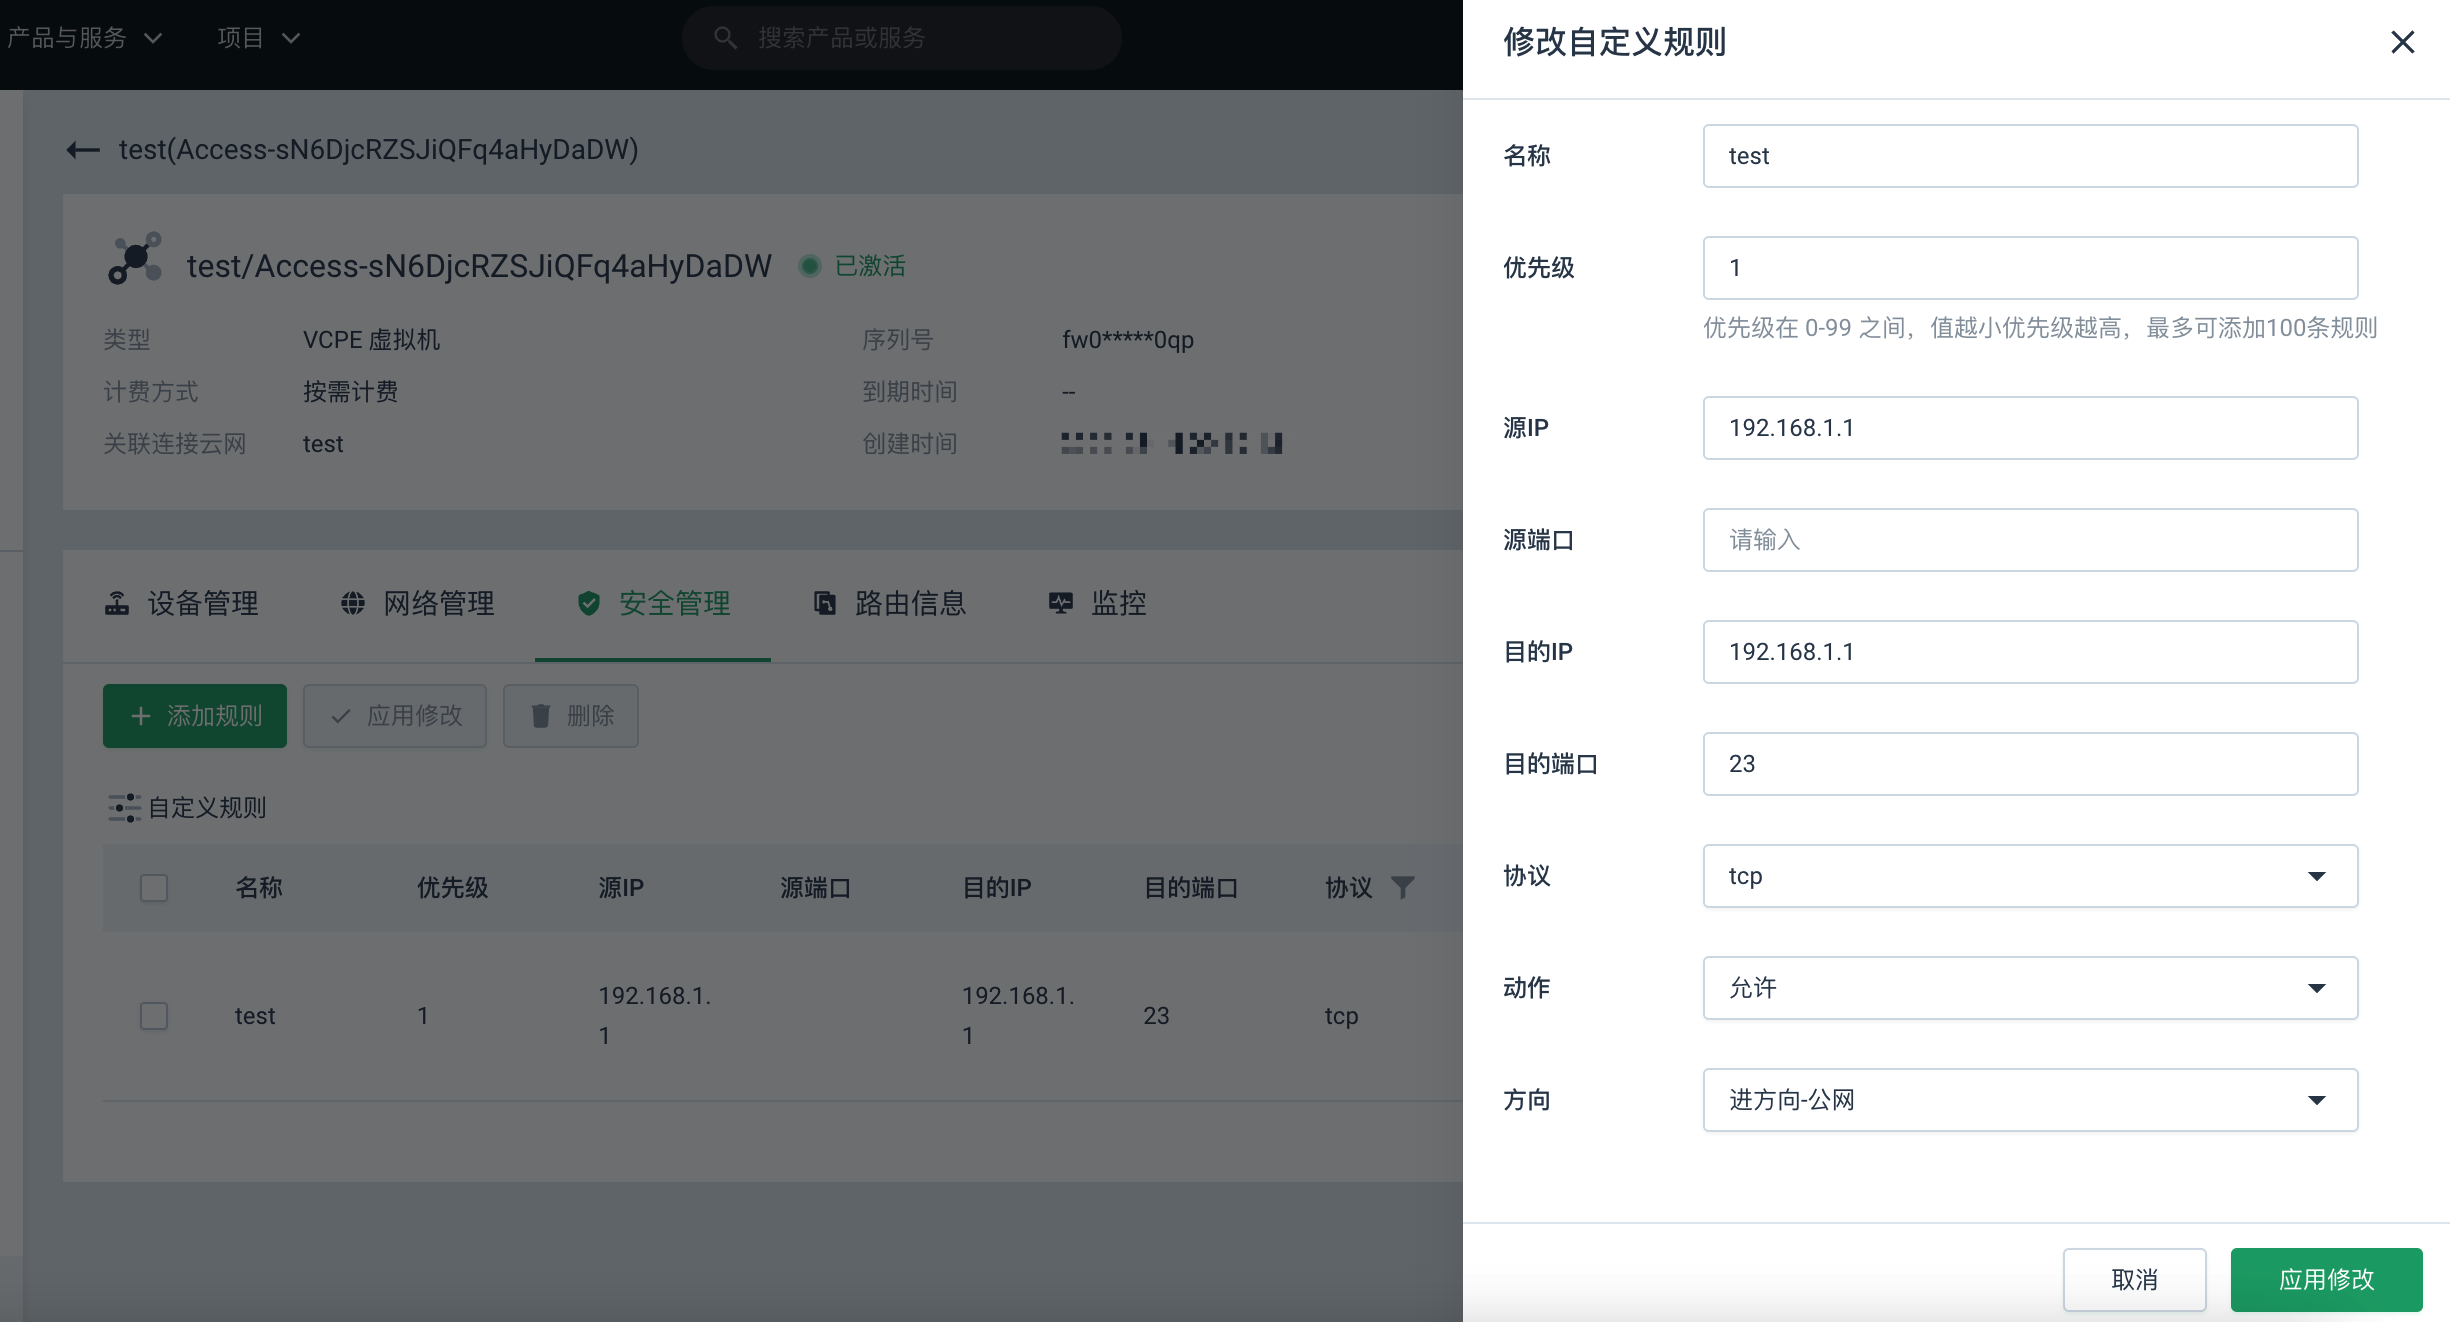 产品与服务
项目
搜索产品或服务
test(Access-sN6DjcRZSJiQFq4aHyDaDW)
test/Access-sN6DjcRZSJiQFq4aHyDaDW
已激活
类型
VCPE 虚拟机
序列号
fw0*****0qp
计费方式
按需计费
到期时间
--
关联连接云网
test
创建时间
设备管理
网络管理
安全管理
路由信息
监控
添加规则
应用修改
删除
自定义规则
名称
优先级
源IP
源端口
目的IP
目的端口
协议
test
1
192.168.1.
1
192.168.1.
1
23
tcp
修改自定义规则
名称
test
优先级
1
优先级在 0-99 之间，值越小优先级越高，最多可添加100条规则
源IP
192.168.1.1
源端口
请输入
目的IP
192.168.1.1
目的端口
23
协议
tcp
动作
允许
方向
进方向-公网
取消
应用修改